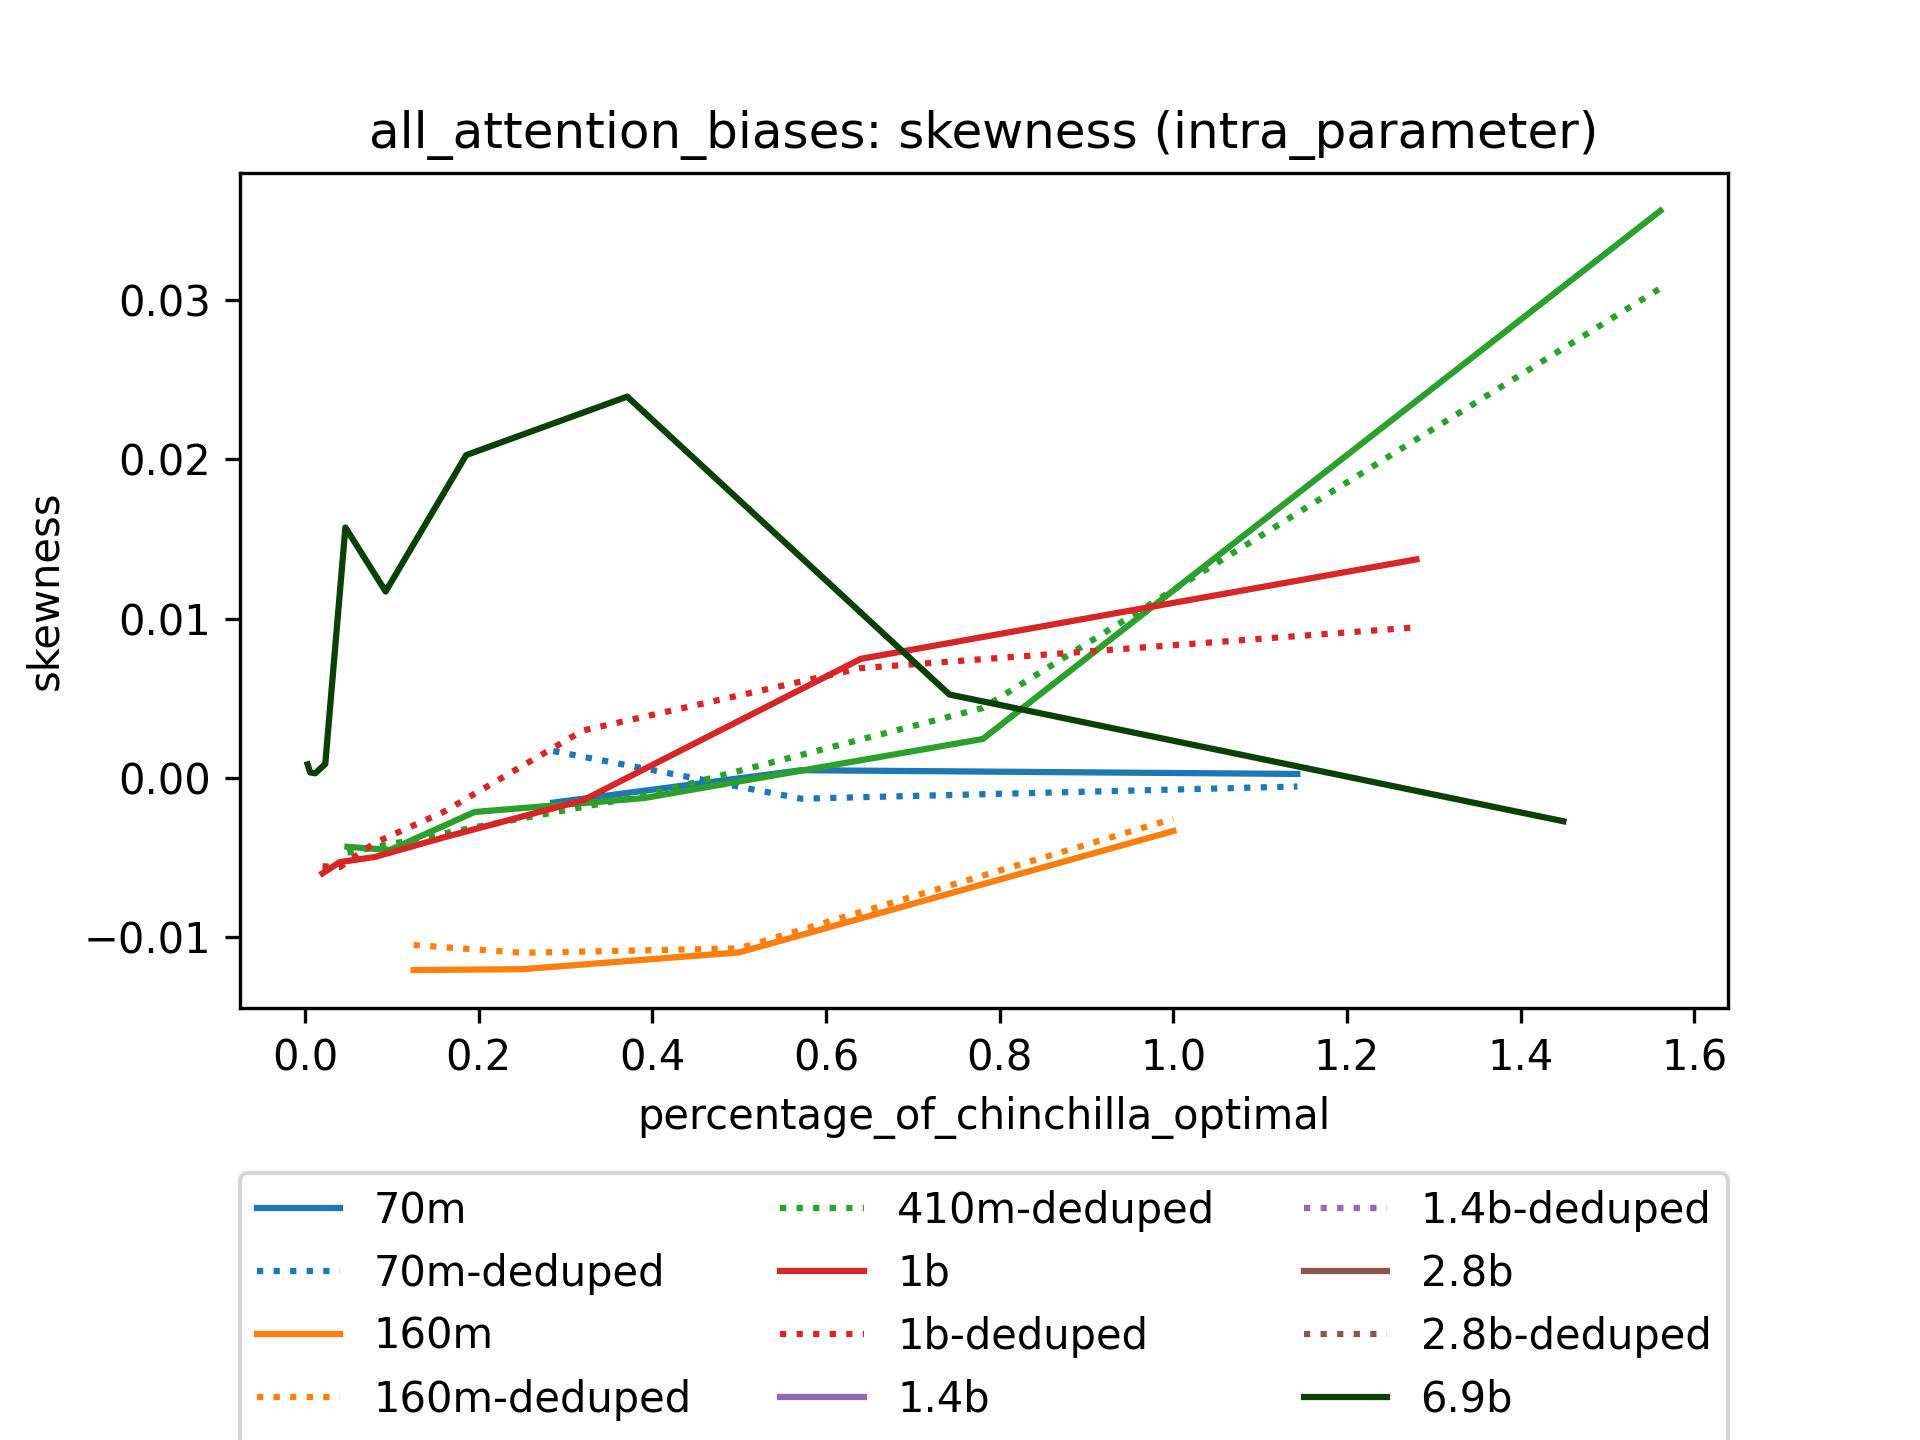 all_attention_biases: skewness (intra_parameter)
0.03
0.02
0.01
0.00
−0.01
skewness
0.0 0.2 0.4 0.6 0.8 1.0 1.2 1.4 1.6
percentage_of_chinchilla_optimal
70m
70m-deduped
160m
160m-deduped
410m-deduped
1b
1b-deduped
1.4b
1.4b-deduped
2.8b
2.8b-deduped
6.9b